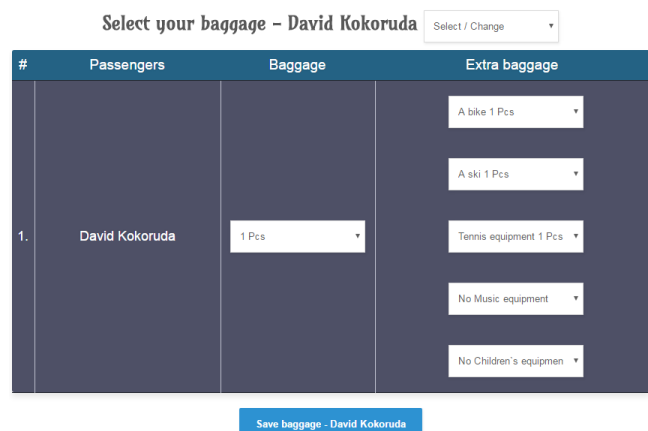 Select your baggage - David Kokoruda Select / Change
# Passengers Baggage Extra baggage
A bike 1 Pcs
A ski 1 Pcs
1. David Kokoruda 1 Pcs Tennis equipment 1 Pcs
No Music equipment
No Children`s equipmen
Save baggage - David Kokoruda